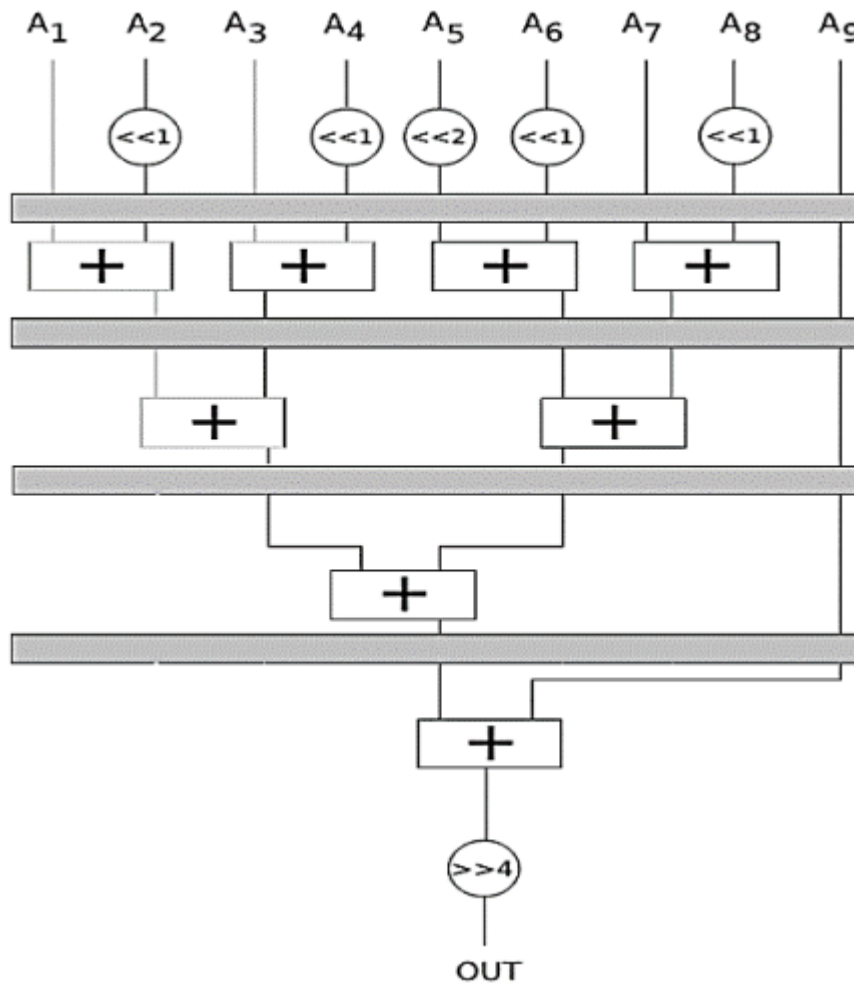 A1 A2 A3 A4 A5 A6 A7 A8 A9
<<1 <<1 <<2 <<1 <<1
+ + + +
+ +
+
+
>>4
OUT